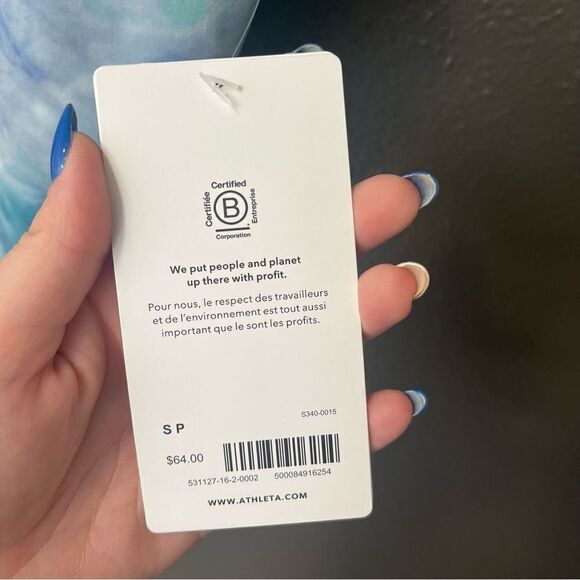 Certified
Certifiée
B
Entreprise
Corporation
We put people and planet
up there with profit.
Pour nous, le respect des travailleurs
et de l'environnement est tout aussi
important que le sont les profits.
S340-0015
S P
$64.00
531127-16-2-0002 500084916254
WWW.ATHLETA.COM